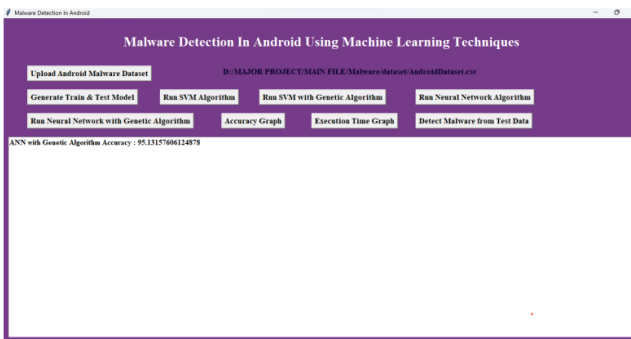 Malware Detection In Android
Malware Detection In Android Using Machine Learning Techniques
Upload Android Malware Dataset D:/MAJOR PROJECT/MAIN FILE/Malware/dataset/AndroidDataset.csv
Generate Train & Test Model Run SVM Algorithm Run SVM with Genetic Algorithm Run Neural Network Algorithm
Run Neural Network with Genetic Algorithm Accuracy Graph Execution Time Graph Detect Malware from Test Data
ANN with Genetic Algorithm Accuracy : 95.13157606124878